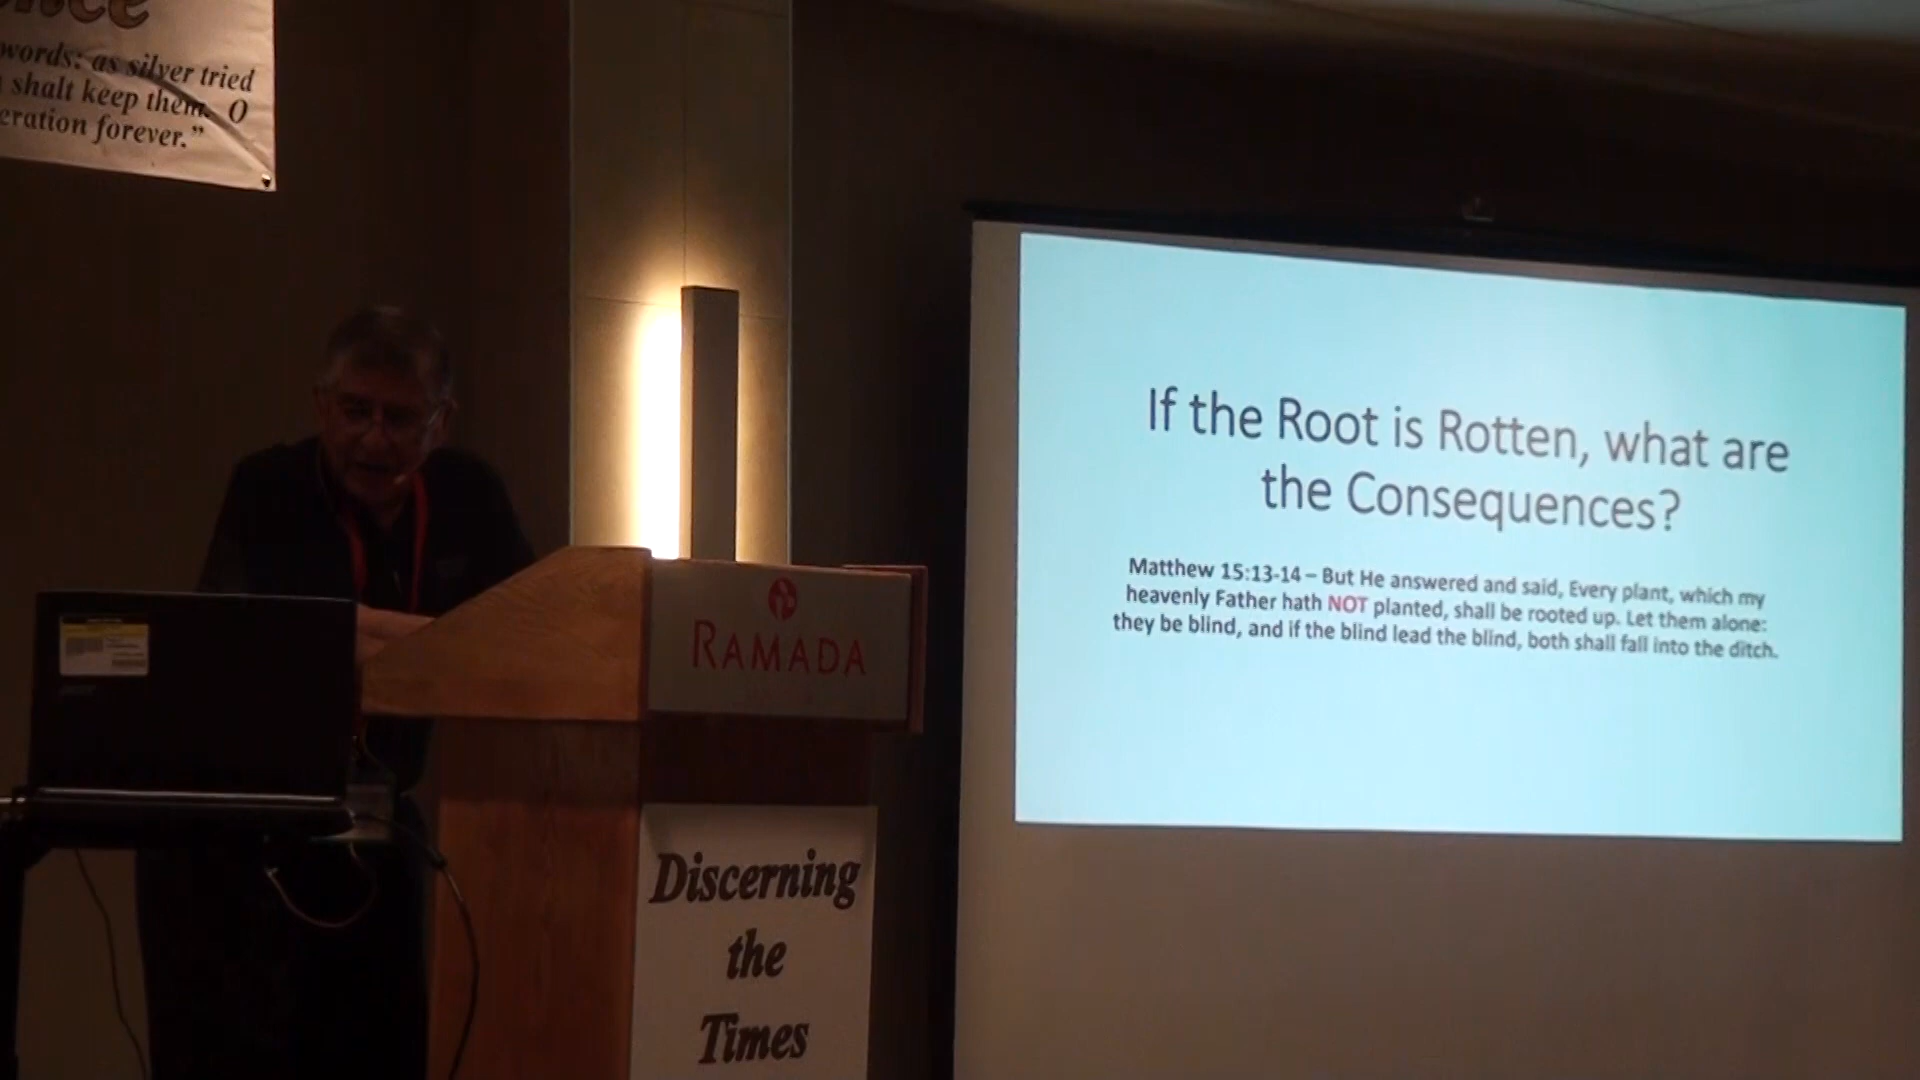 words: as silver tried
shalt keep them, O
eration forever.”
If the Root is Rotten, what are
the Consequences?
Matthew 15:13-14 – But He answered and said, Every plant, which my
heavenly Father hath NOT planted, shall be rooted up. Let them alone:
they be blind, and if the blind lead the blind, both shall fall into the ditch.
RAMADA
Discerning
the
Times